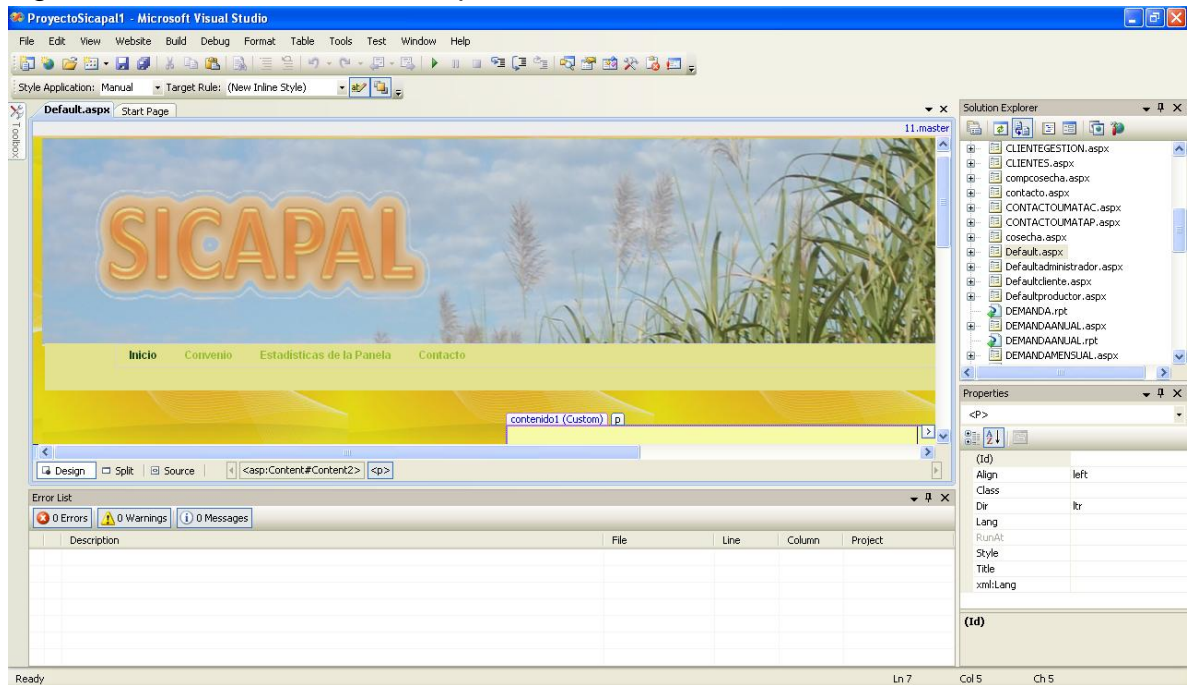 ProyectoSicapal1 - Microsoft Visual Studio
File Edit View Website Build Debug Format Table Tools Test Window Help
Style Application: Manual Target Rule: (New Inline Style)
Toolbox
Default.aspx Start Page
11.master
SICAPAL
Inicio Convenio Estadísticas de la Panela Contacto
contenido1 (Custom) p
Design Split Source <asp:Content#Content2> <p>
Error List
0 Errors 0 Warnings 0 Messages
Description File Line Column Project
Solution Explorer
CLIENTEGESTION.aspx
CLIENTES.aspx
compcosecha.aspx
contacto.aspx
CONTACTOUMATAC.aspx
CONTACTOUMATAP.aspx
cosecha.aspx
Default.aspx
Defaultadministrador.aspx
Defaultcliente.aspx
Defaultproductor.aspx
DEMANDA.rpt
DEMANDAANUAL.aspx
DEMANDAANUAL.rpt
DEMANDAMENSUAL.aspx
Properties
<P>
(Id)
Align left
Class
Dir ltr
Lang
RunAt
Style
Title
xml:Lang
(Id)
Ready Ln 7 Col 5 Ch 5